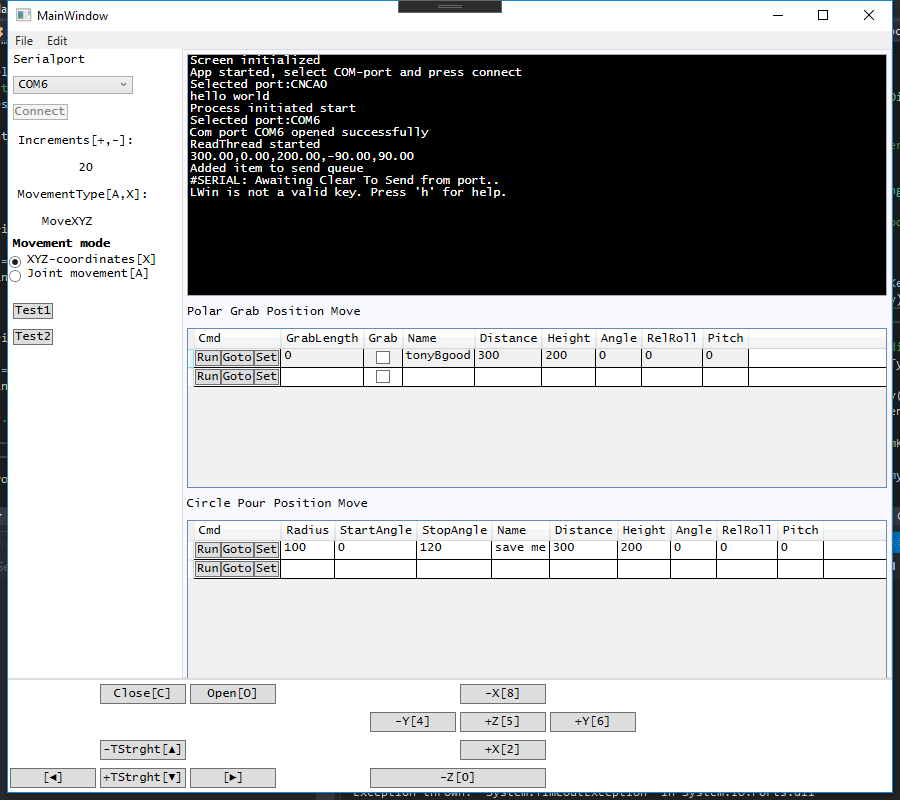 MainWindow
File Edit
Serialport
COM6
Connect
Increments[+,-]:
20
MovementType[A,X]:
MoveXYZ
Movement mode
XYZ-coordinates[X]
Joint movement[A]
Test1
Test2
Screen initialized
App started, select COM-port and press connect
Selected port:CNCA0
hello world
Process initiated start
Selected port:COM6
Com port COM6 opened successfully
ReadThread started
300.00,0.00,200.00,-90.00,90.00
Added item to send queue
#SERIAL: Awaiting Clear To Send from port..
LWin is not a valid key. Press 'h' for help.
Polar Grab Position Move
Cmd GrabLength Grab Name Distance Height Angle RelRoll Pitch
Run Goto Set 0 tonyBgood 300 200 0 0 0
Run Goto Set
Circle Pour Position Move
Cmd Radius StartAngle StopAngle Name Distance Height Angle RelRoll Pitch
Run Goto Set 100 0 120 save me 300 200 0 0 0
Run Goto Set
Close[C] Open[O] -X[8]
-Y[4] +Z[5] +Y[6]
-TStrght[▲] +X[2]
[◄] +TStrght[▼] [►] -Z[0]
Exception thrown: 'System.TimeoutException' in System.IO.Ports.dll